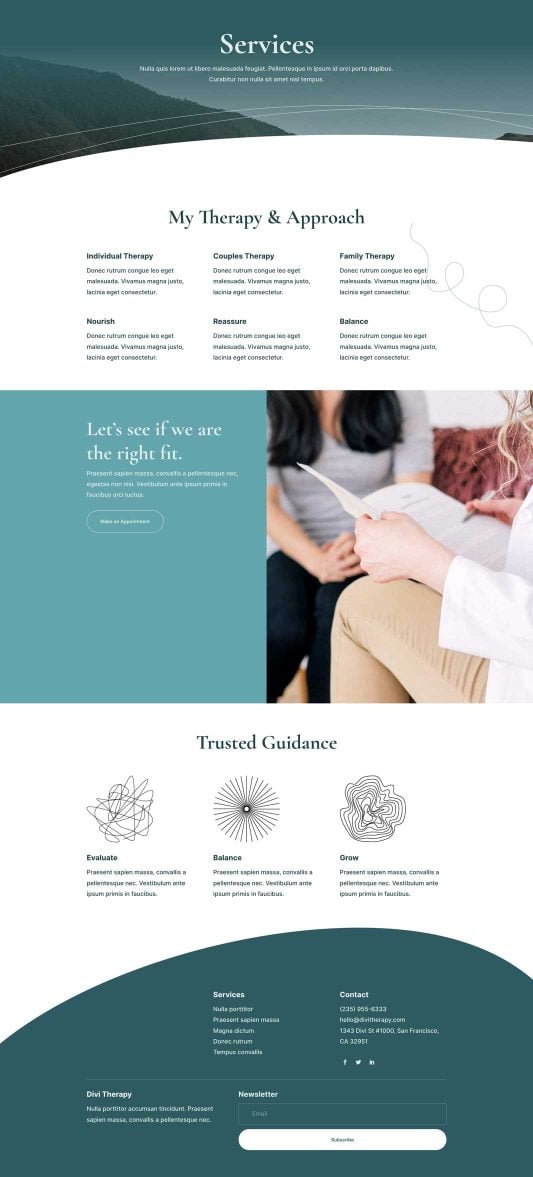 Services
Nulla quis lorem ut libero malesuada feugiat. Pellentesque in ipsum id orci porta dapibus.
Curabitur non nulla sit amet nisl tempus.
My Therapy & Approach
Individual Therapy
Donec rutrum congue leo eget
malesuada. Vivamus magna justo,
lacinia eget consectetur.
Couples Therapy
Donec rutrum congue leo eget
malesuada. Vivamus magna justo,
lacinia eget consectetur.
Family Therapy
Donec rutrum congue leo eget
malesuada. Vivamus magna justo,
lacinia eget consectetur.
Nourish
Donec rutrum congue leo eget
malesuada. Vivamus magna justo,
lacinia eget consectetur.
Reassure
Donec rutrum congue leo eget
malesuada. Vivamus magna justo,
lacinia eget consectetur.
Balance
Donec rutrum congue leo eget
malesuada. Vivamus magna justo,
lacinia eget consectetur.
Let's see if we are
the right fit.
Praesent sapien massa, convallis a pellentesque nec,
egestas non nisi. Vestibulum ante ipsum primis in
faucibus orci luctus.
Make an Appointment
Trusted Guidance
Evaluate
Praesent sapien massa, convallis a
pellentesque nec. Vestibulum ante
ipsum primis in faucibus.
Balance
Praesent sapien massa, convallis a
pellentesque nec. Vestibulum ante
ipsum primis in faucibus.
Grow
Praesent sapien massa, convallis a
pellentesque nec. Vestibulum ante
ipsum primis in faucibus.
Services
Nulla porttitor
Praesent sapien massa
Magna dictum
Donec rutrum
Tempus convallis
Contact
(235) 955-6333
hello@divitherapy.com
1343 Divi St #1000, San Francisco,
CA 32951
Divi Therapy
Nulla porttitor accumsan tincidunt. Praesent
sapien massa, convallis a pellentesque nec.
Newsletter
Email
Subscribe